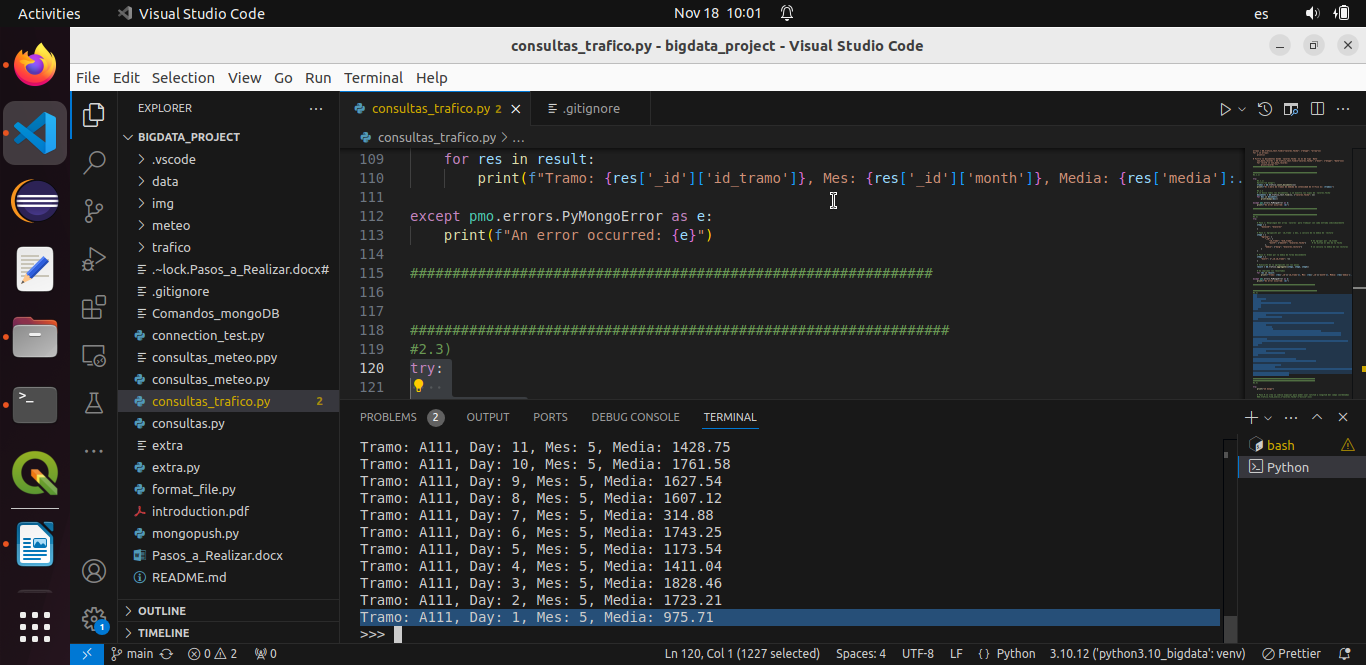 Activities Visual Studio Code Nov 18 10:01 es
consultas_trafico.py - bigdata_project - Visual Studio Code
File Edit Selection View Go Run Terminal Help
EXPLORER ··· consultas_trafico.py 2 .gitignore
BIGDATA_PROJECT
consultas_trafico.py > ...
.vscode
data
img
meteo
trafico
.~lock.Pasos_a_Realizar.docx#
.gitignore
Comandos_mongoDB
connection_test.py
consultas_meteo.ppy
consultas_meteo.py
consultas_trafico.py 2
consultas.py
extra
extra.py
format_file.py
introduction.pdf
mongopush.py
Pasos_a_Realizar.docx
README.md
OUTLINE
TIMELINE
109 for res in result:
110 print(f"Tramo: {res['_id']['id_tramo']}, Mes: {res['_id']['month']}, Media: {res['media']:.
111
112 except pmo.errors.PyMongoError as e:
113 print(f"An error occurred: {e}")
114
115 ##############################################################
116
117
118 ################################################################
119 #2.3)
120 try:
121
PROBLEMS 2 OUTPUT PORTS DEBUG CONSOLE TERMINAL
Tramo: A111, Day: 11, Mes: 5, Media: 1428.75
Tramo: A111, Day: 10, Mes: 5, Media: 1761.58
Tramo: A111, Day: 9, Mes: 5, Media: 1627.54
Tramo: A111, Day: 8, Mes: 5, Media: 1607.12
Tramo: A111, Day: 7, Mes: 5, Media: 314.88
Tramo: A111, Day: 6, Mes: 5, Media: 1743.25
Tramo: A111, Day: 5, Mes: 5, Media: 1173.54
Tramo: A111, Day: 4, Mes: 5, Media: 1411.04
Tramo: A111, Day: 3, Mes: 5, Media: 1828.46
Tramo: A111, Day: 2, Mes: 5, Media: 1723.21
Tramo: A111, Day: 1, Mes: 5, Media: 975.71
>>>
bash
Python
1
main 0 2 0 Ln 120, Col 1 (1227 selected) Spaces: 4 UTF-8 LF {} Python 3.10.12 ('python3.10_bigdata': venv) Prettier